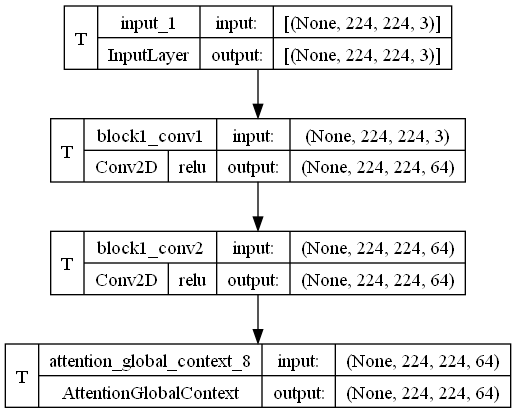 T input_1 input: [(None, 224, 224, 3)]
InputLayer output: [(None, 224, 224, 3)]
T block1_conv1 input: (None, 224, 224, 3)
Conv2D relu output: (None, 224, 224, 64)
T block1_conv2 input: (None, 224, 224, 64)
Conv2D relu output: (None, 224, 224, 64)
T attention_global_context_8 input: (None, 224, 224, 64)
AttentionGlobalContext output: (None, 224, 224, 64)